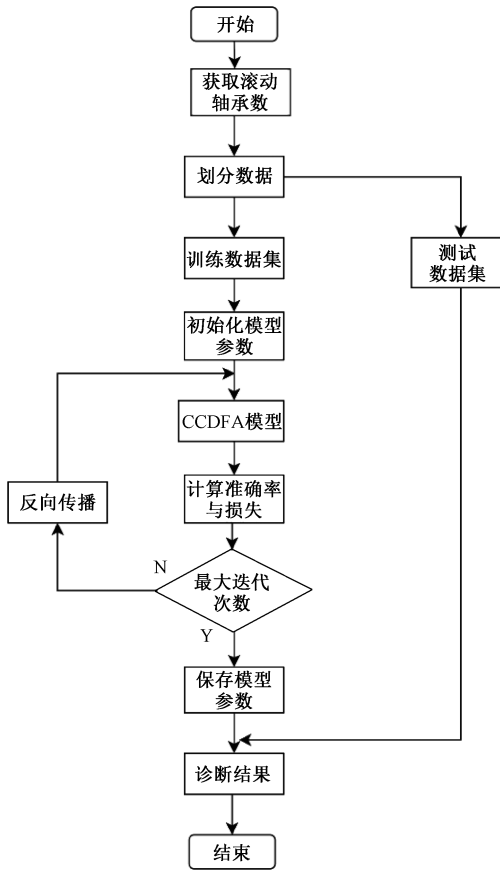 开始
获取滚动
轴承数
划分数据
训练数据集
测试
数据集
初始化模型
参数
CCDFA模型
计算准确率
与损失
反向传播
N
最大迭代
次数
Y
保存模型
参数
诊断结果
结束